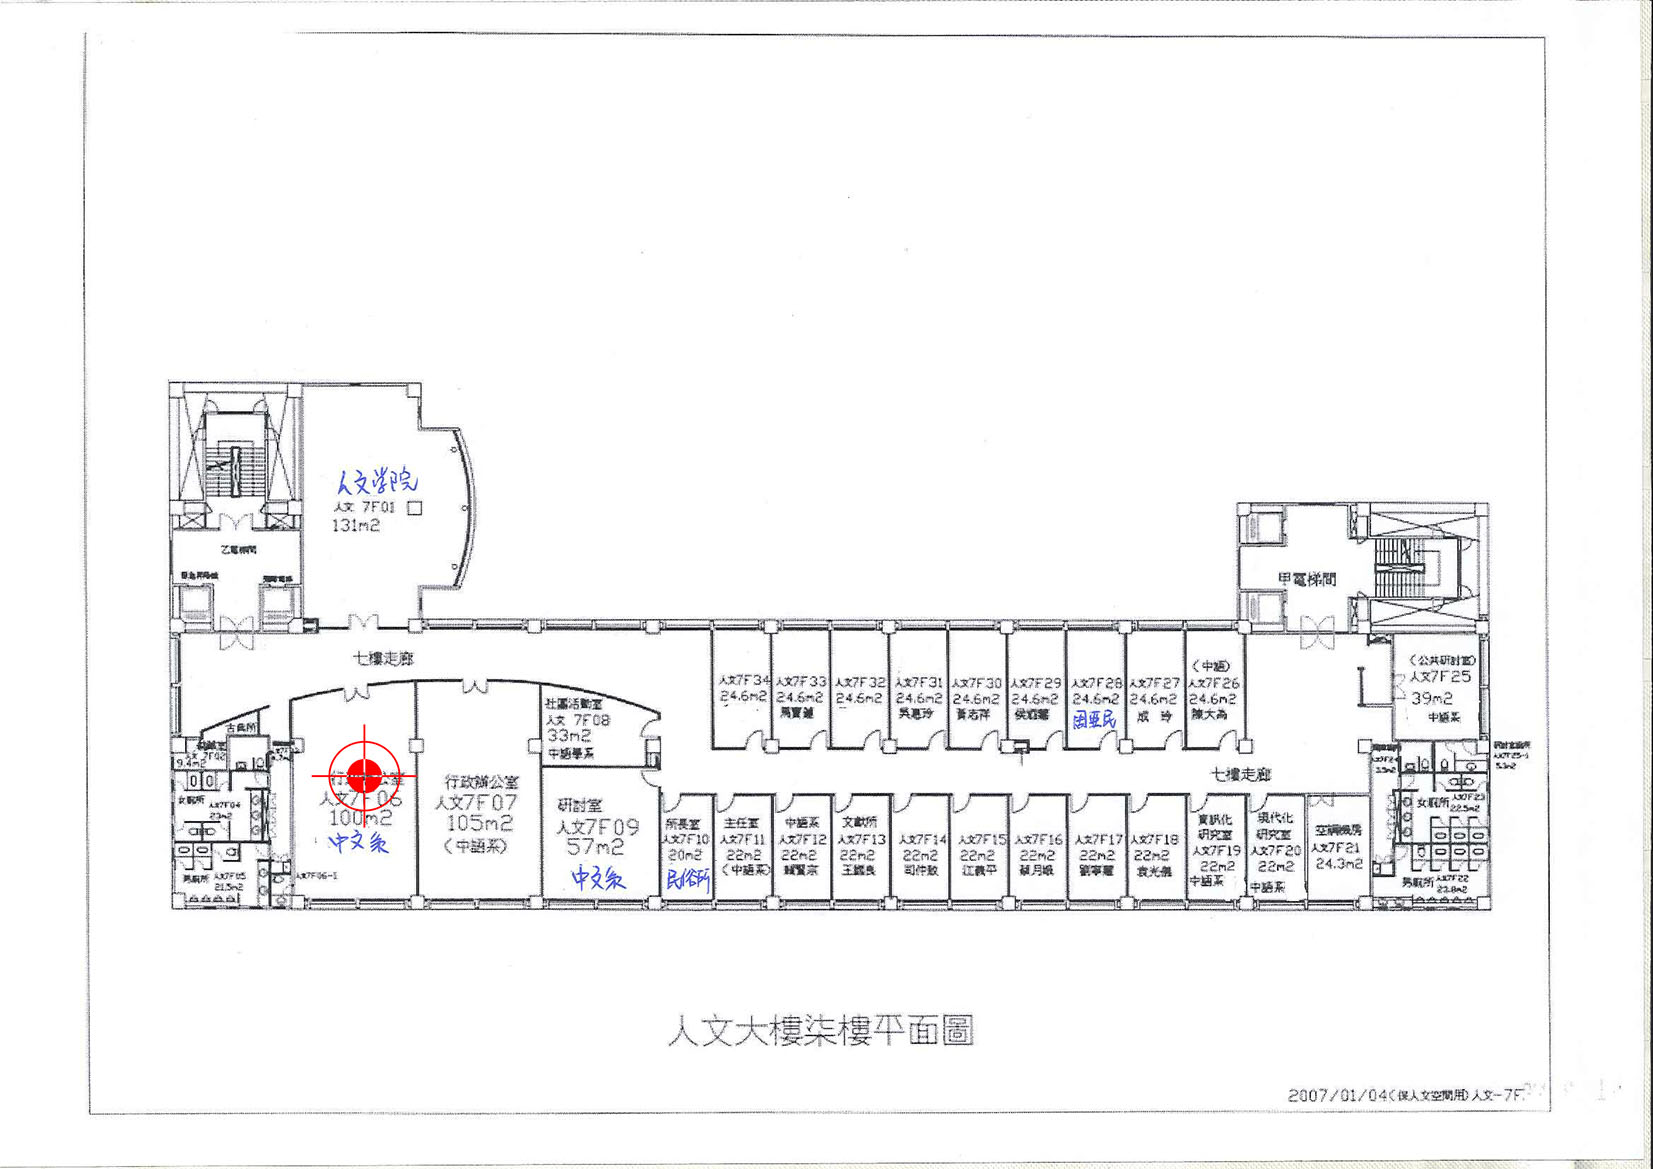 人文学院
人文 7F01
131m2
乙電梯間
甲電梯間
七樓走廊
(公共研討室)
人文7F25
39m2
中語系
人文7F34
24.6m2
人文7F33
24.6m2
人文7F32
24.6m2
人文7F31
24.6m2
吳惠玲
人文7F30
24.6m2
黃志祥
人文7F29
24.6m2
人文7F28
24.6m2
人文7F27
24.6m2
成 玲
(中語)
人文7F26
24.6m2
陳大為
社團活動室
人文 7F08
33m2
中語學系
古典所
9.4m2
女廁所
人文7F04
23m2
男廁所
人文7F05
21.5m2
人文7F06-1
人文7F06
100m2
中文系
行政辦公室
人文7F07
105m2
(中語系)
研討室
人文7F09
57m2
中文系
七樓走廊
所長室
人文7F10
20m2
民俗所
主任室
人文7F11
22m2
(中語系)
中語系
人文7F12
22m2
賴賢宗
文獻所
人文7F13
22m2
王國良
人文7F14
22m2
司仲敖
人文7F15
22m2
江義平
人文7F16
22m2
蔡月娥
人文7F17
22m2
劉寧慧
人文7F18
22m2
袁光儀
資訊化
研究室
人文7F19
22m2
中語系
現代化
研究室
人文7F20
22m2
中語系
空調機房
人文7F21
24.3m2
人文7F24
3.5m2
人文7F25-1
5.3m2
女廁所
人文7F23
22.5m2
男廁所
人文7F22
23.8m2
人文大樓柒樓平面圖
2007/01/04(保人文空間用)人文-7F